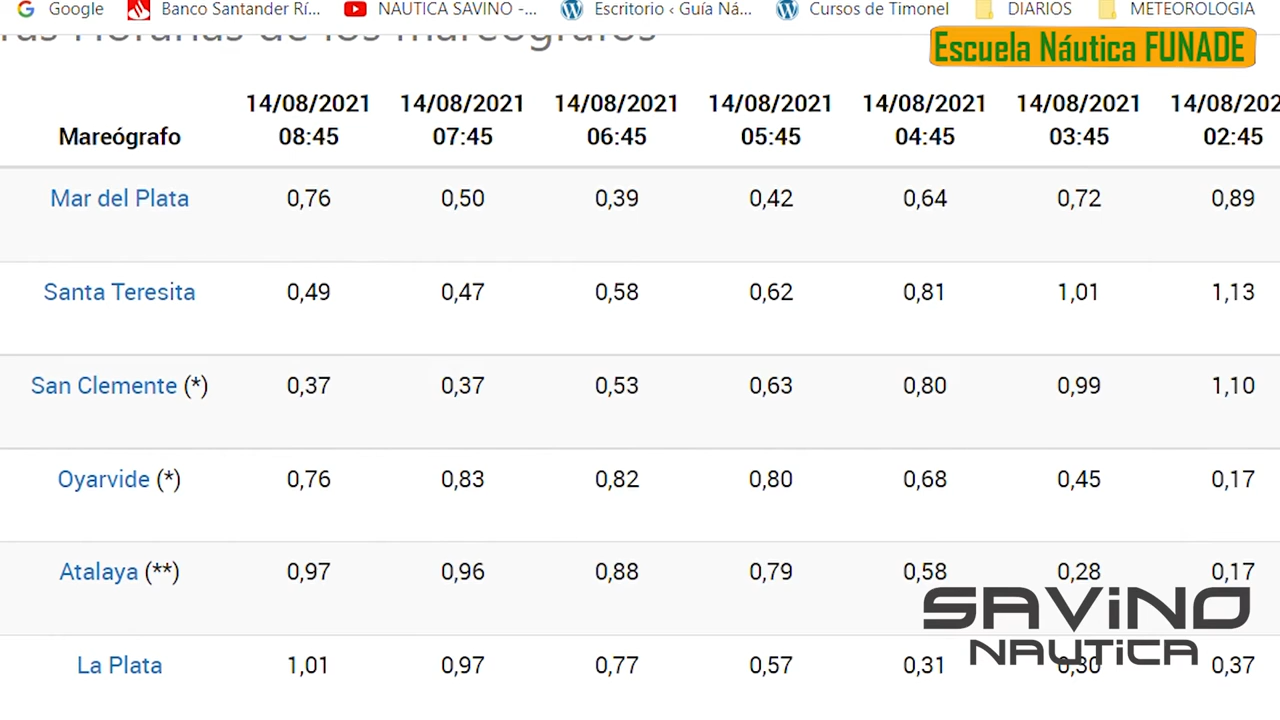 Google Banco Santander Rí... NAUTICA SAVINO -... Escritorio ‹ Guía Ná... Cursos de Timonel DIARIOS METEOROLOGIA
Horarias de los mareógrafos
Escuela Náutica FUNADE
14/08/2021 14/08/2021 14/08/2021 14/08/2021 14/08/2021 14/08/2021 14/08/202
Mareógrafo 08:45 07:45 06:45 05:45 04:45 03:45 02:45
Mar del Plata 0,76 0,50 0,39 0,42 0,64 0,72 0,89
Santa Teresita 0,49 0,47 0,58 0,62 0,81 1,01 1,13
San Clemente (*) 0,37 0,37 0,53 0,63 0,80 0,99 1,10
Oyarvide (*) 0,76 0,83 0,82 0,80 0,68 0,45 0,17
Atalaya (**) 0,97 0,96 0,88 0,79 0,58 0,28 0,17
SAViNO
NAUTiCA
La Plata 1,01 0,97 0,77 0,57 0,31 0,30 0,37